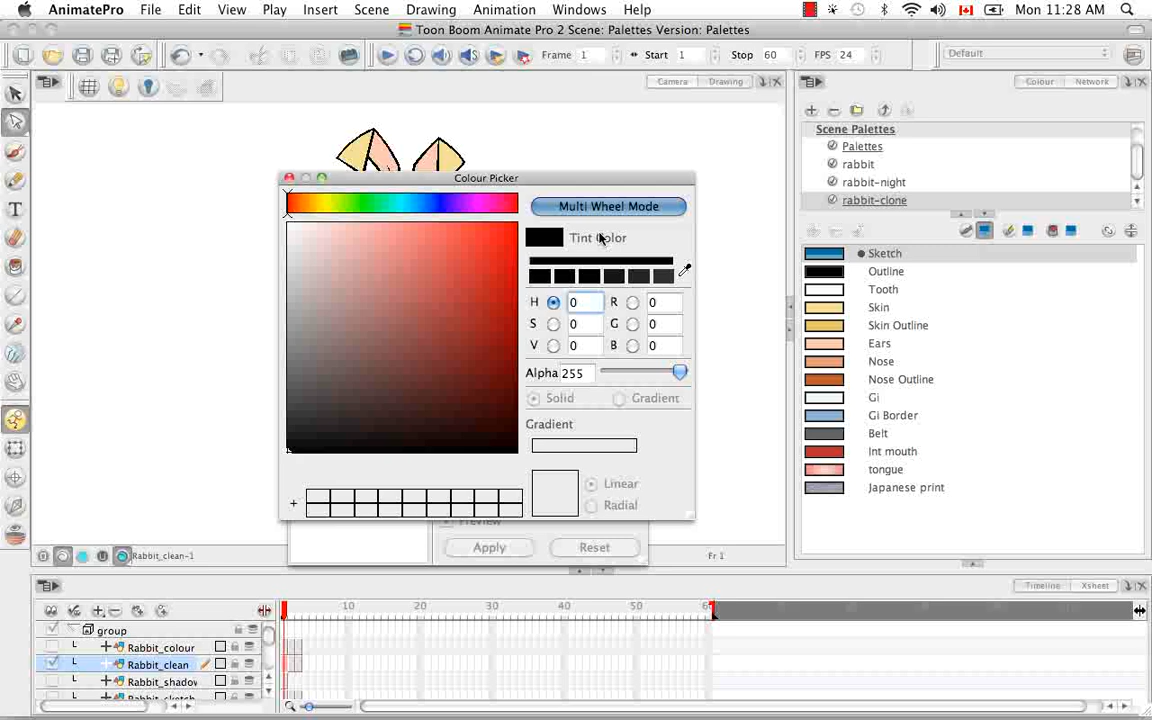 AnimatePro File Edit View Play Insert Scene Drawing Animation Windows Help Mon 11:28 AM
Toon Boom Animate Pro 2 Scene: Palettes Version: Palettes
Frame 1 Start 1 Stop 60 FPS 24 Default
Camera Drawing Colour Network
Scene Palettes
Palettes
rabbit
rabbit-night
rabbit-clone
Colour Picker
Multi Wheel Mode
Tint Color
H 0 R 0
S 0 G 0
V 0 B 0
Alpha 255
Solid Gradient
Gradient
Linear
Radial
Preview
Apply Reset
Sketch
Outline
Tooth
Skin
Skin Outline
Ears
Nose
Nose Outline
Gi
Gi Border
Belt
Int mouth
tongue
Japanese print
Rabbit_clean-1 Fr 1
Timeline Xsheet
10 20 30 40 50
group
Rabbit_colour
Rabbit_clean
Rabbit_shadow
Rabbit_sketch